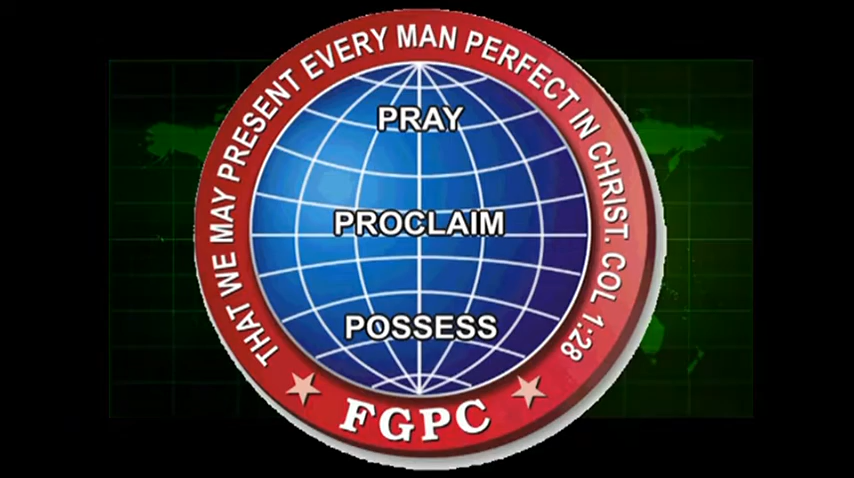 THAT WE MAY PRESENT EVERY MAN PERFECT IN CHRIST. COL 1:28
PRAY
PROCLAIM
POSSESS
FGPC